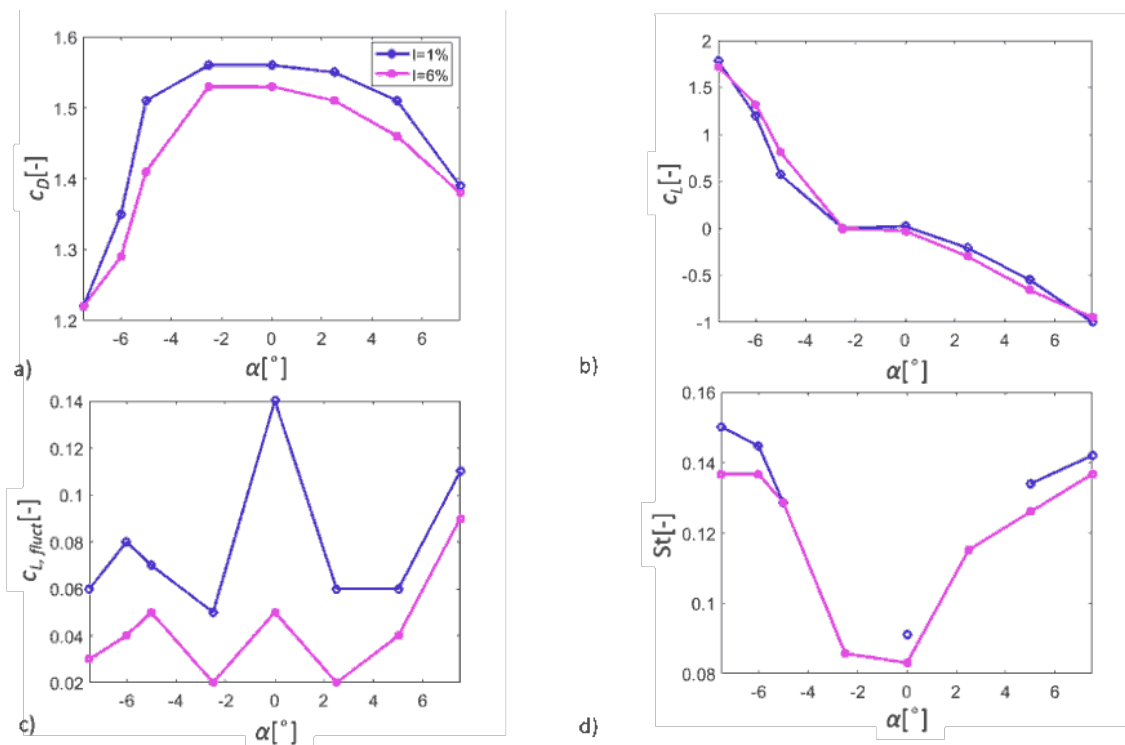 1.6
1.5
1.4
1.3
1.2
c_D[-]
I=1%
I=6%
-6 -4 -2 0 2 4 6
α[°]
a)
2
1.5
1
0.5
0
-0.5
-1
c_L[-]
-6 -4 -2 0 2 4 6
α[°]
b)
0.14
0.12
0.1
0.08
0.06
0.04
0.02
c_L, fluct[-]
-6 -4 -2 0 2 4 6
α[°]
c)
0.16
0.14
0.12
0.1
0.08
St[-]
-6 -4 -2 0 2 4 6
α[°]
d)